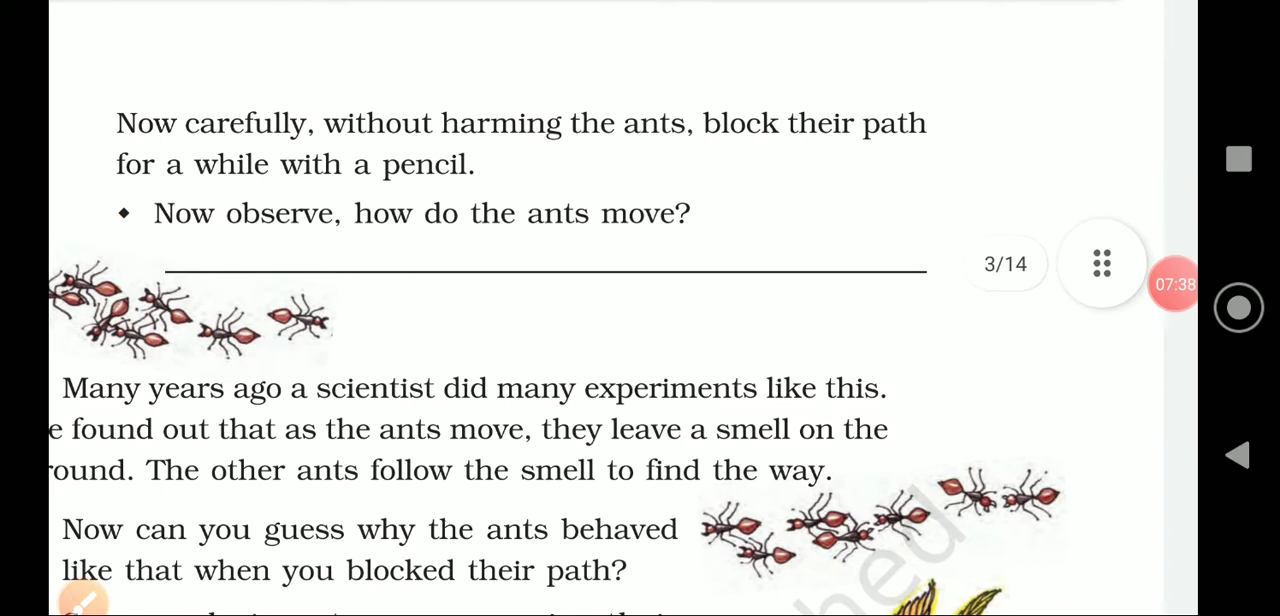 Now carefully, without harming the ants, block their path
for a while with a pencil.
◆ Now observe, how do the ants move?
3/14
07:38
Many years ago a scientist did many experiments like this.
e found out that as the ants move, they leave a smell on the
round. The other ants follow the smell to find the way.
Now can you guess why the ants behaved
like that when you blocked their path?